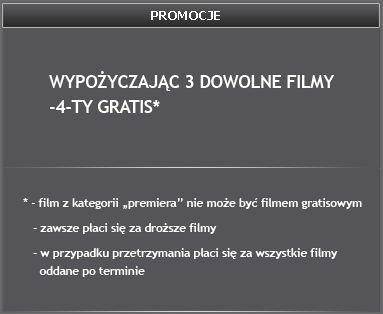 PROMOCJE
WYPOŻYCZAJĄC 3 DOWOLNE FILMY
-4-TY GRATIS*
* - film z kategorii „premiera” nie może być filmem gratisowym
- zawsze płaci się za droższe filmy
- w przypadku przetrzymania płaci się za wszystkie filmy
oddane po terminie